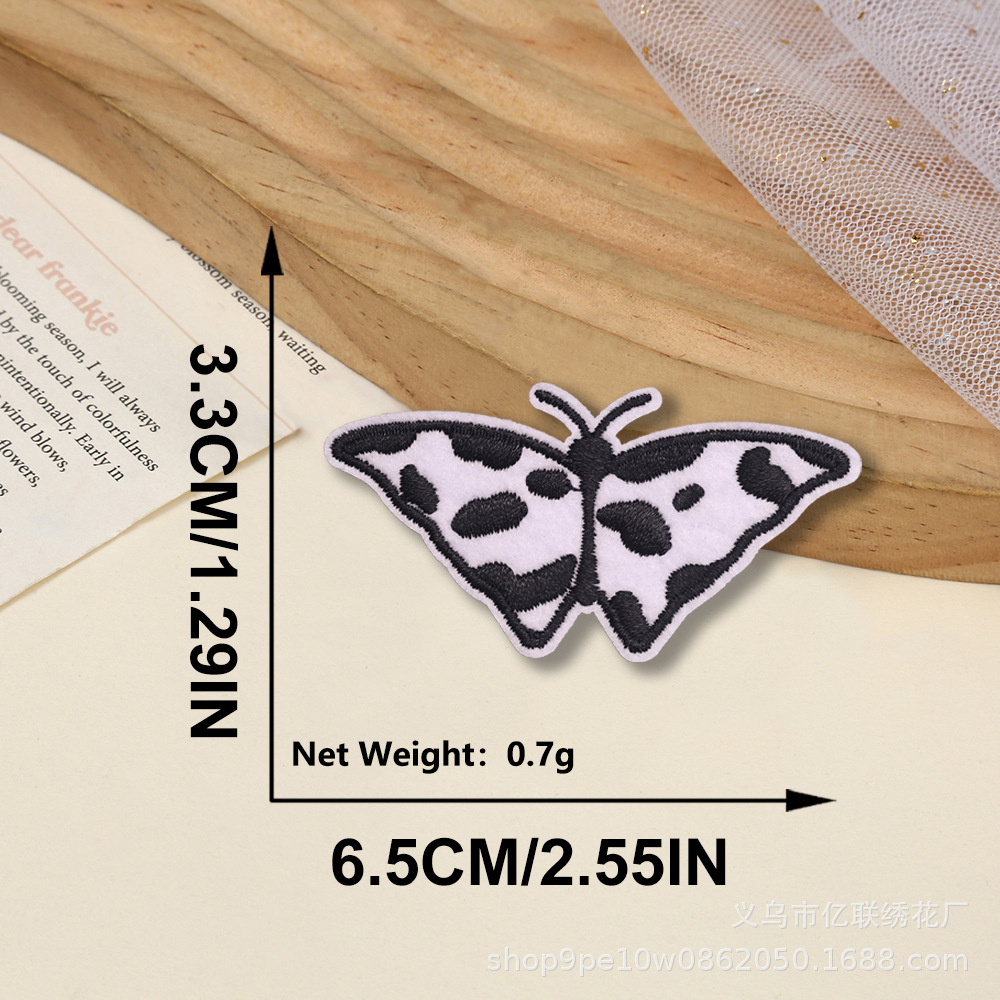 dear frankie
blooming season, I will always
d by the touch of colorfulness
nintentionally. Early in
wind blows,
flowers,
es
blossom season, waiting
3.3CM/1.29IN
Net Weight：0.7g
6.5CM/2.55IN
义乌市亿联绣花厂
shop9pe10w0862050.1688.com